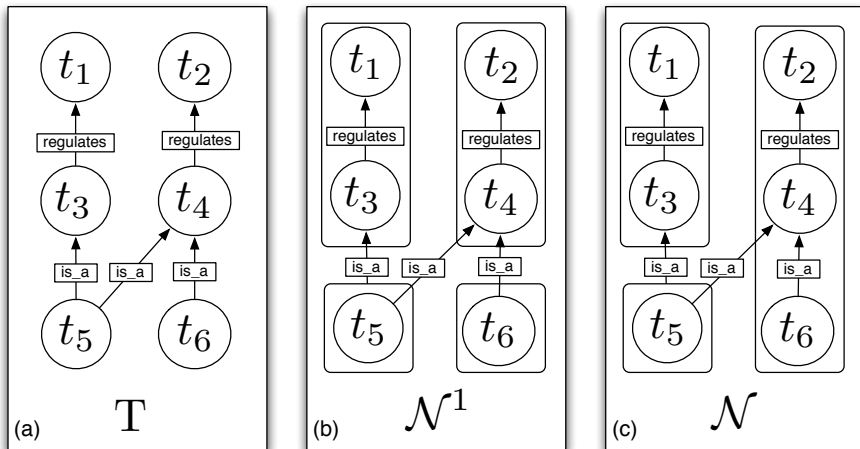 t1 t2
regulates regulates
t3 t4
is_a is_a is_a
t5 t6
(a) T
t1 t2
regulates regulates
t3 t4
is_a is_a is_a
t5 t6
(b) 𝒩¹
t1 t2
regulates regulates
t3 t4
is_a is_a is_a
t5 t6
(c) 𝒩